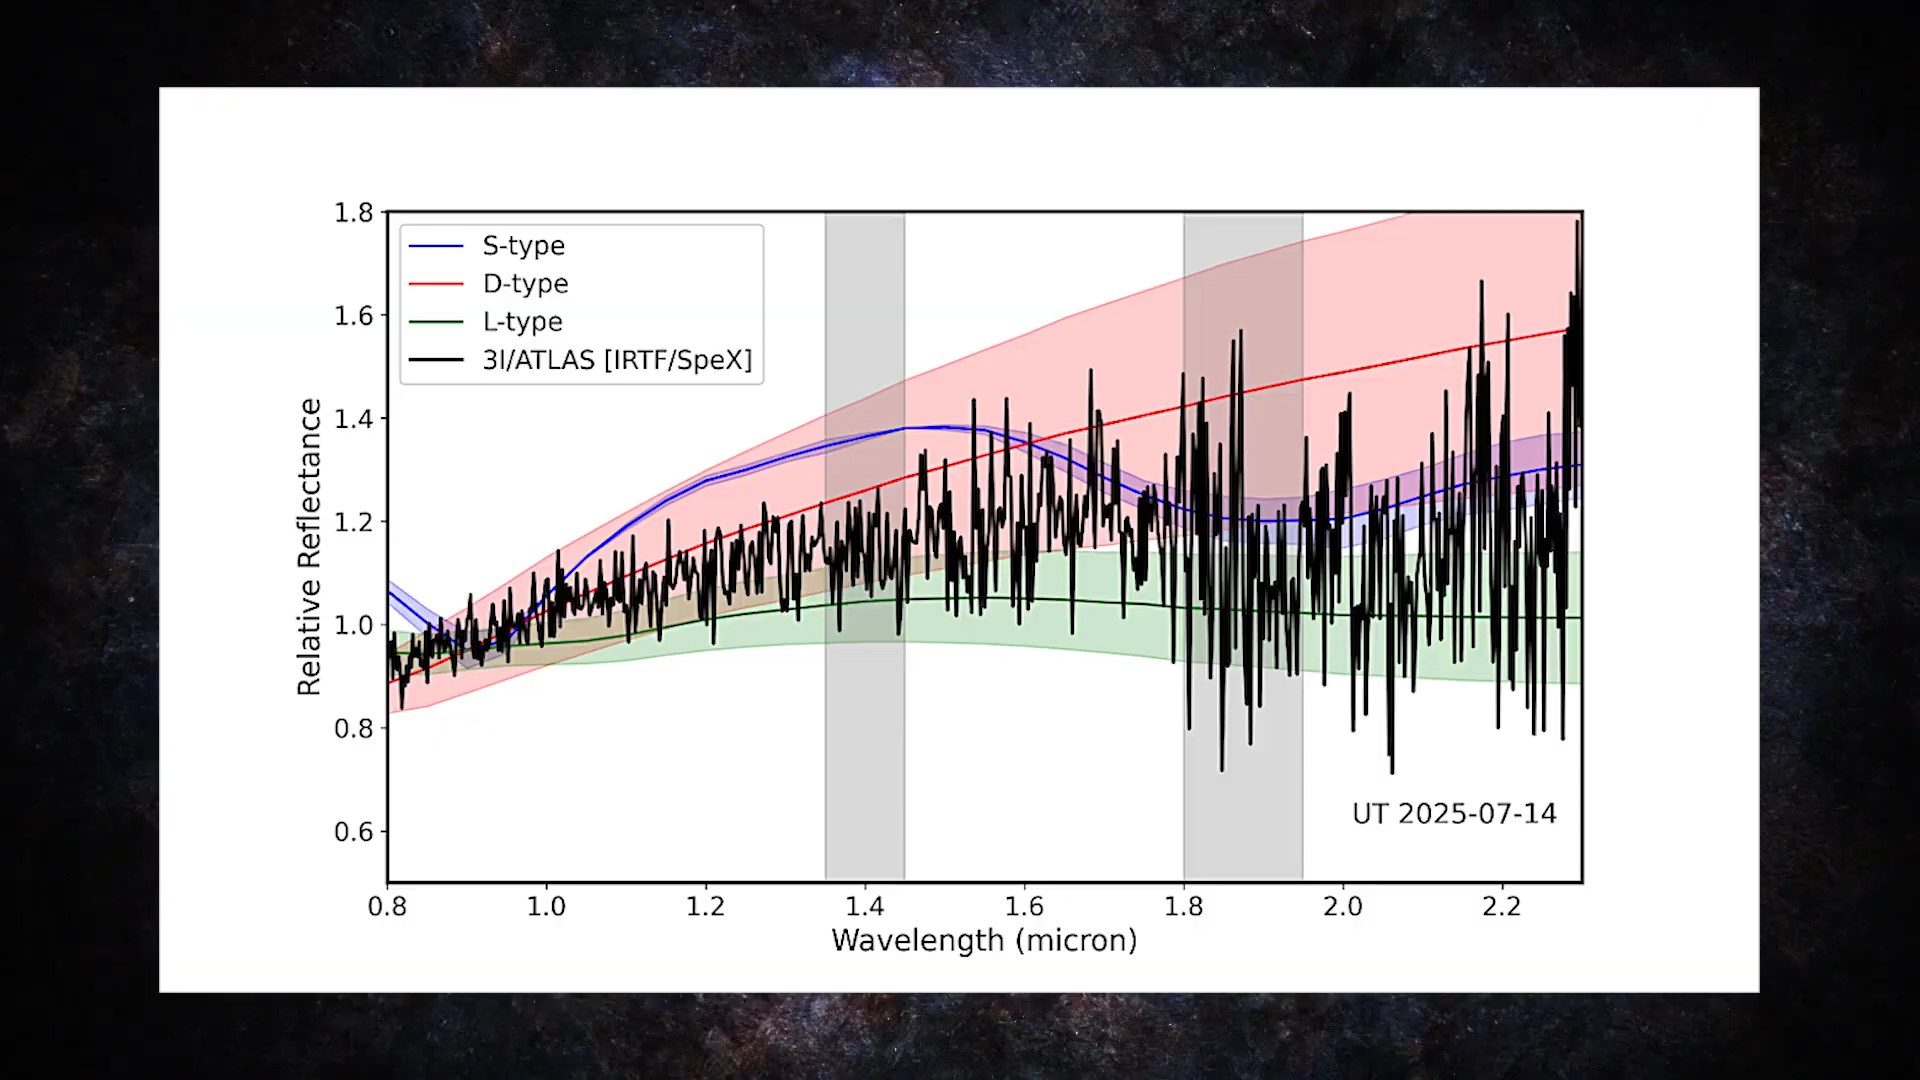 S-type
D-type
L-type
3I/ATLAS [IRTF/SpeX]
Relative Reflectance
1.8
1.6
1.4
1.2
1.0
0.8
0.6
UT 2025-07-14
0.8 1.0 1.2 1.4 1.6 1.8 2.0 2.2
Wavelength (micron)